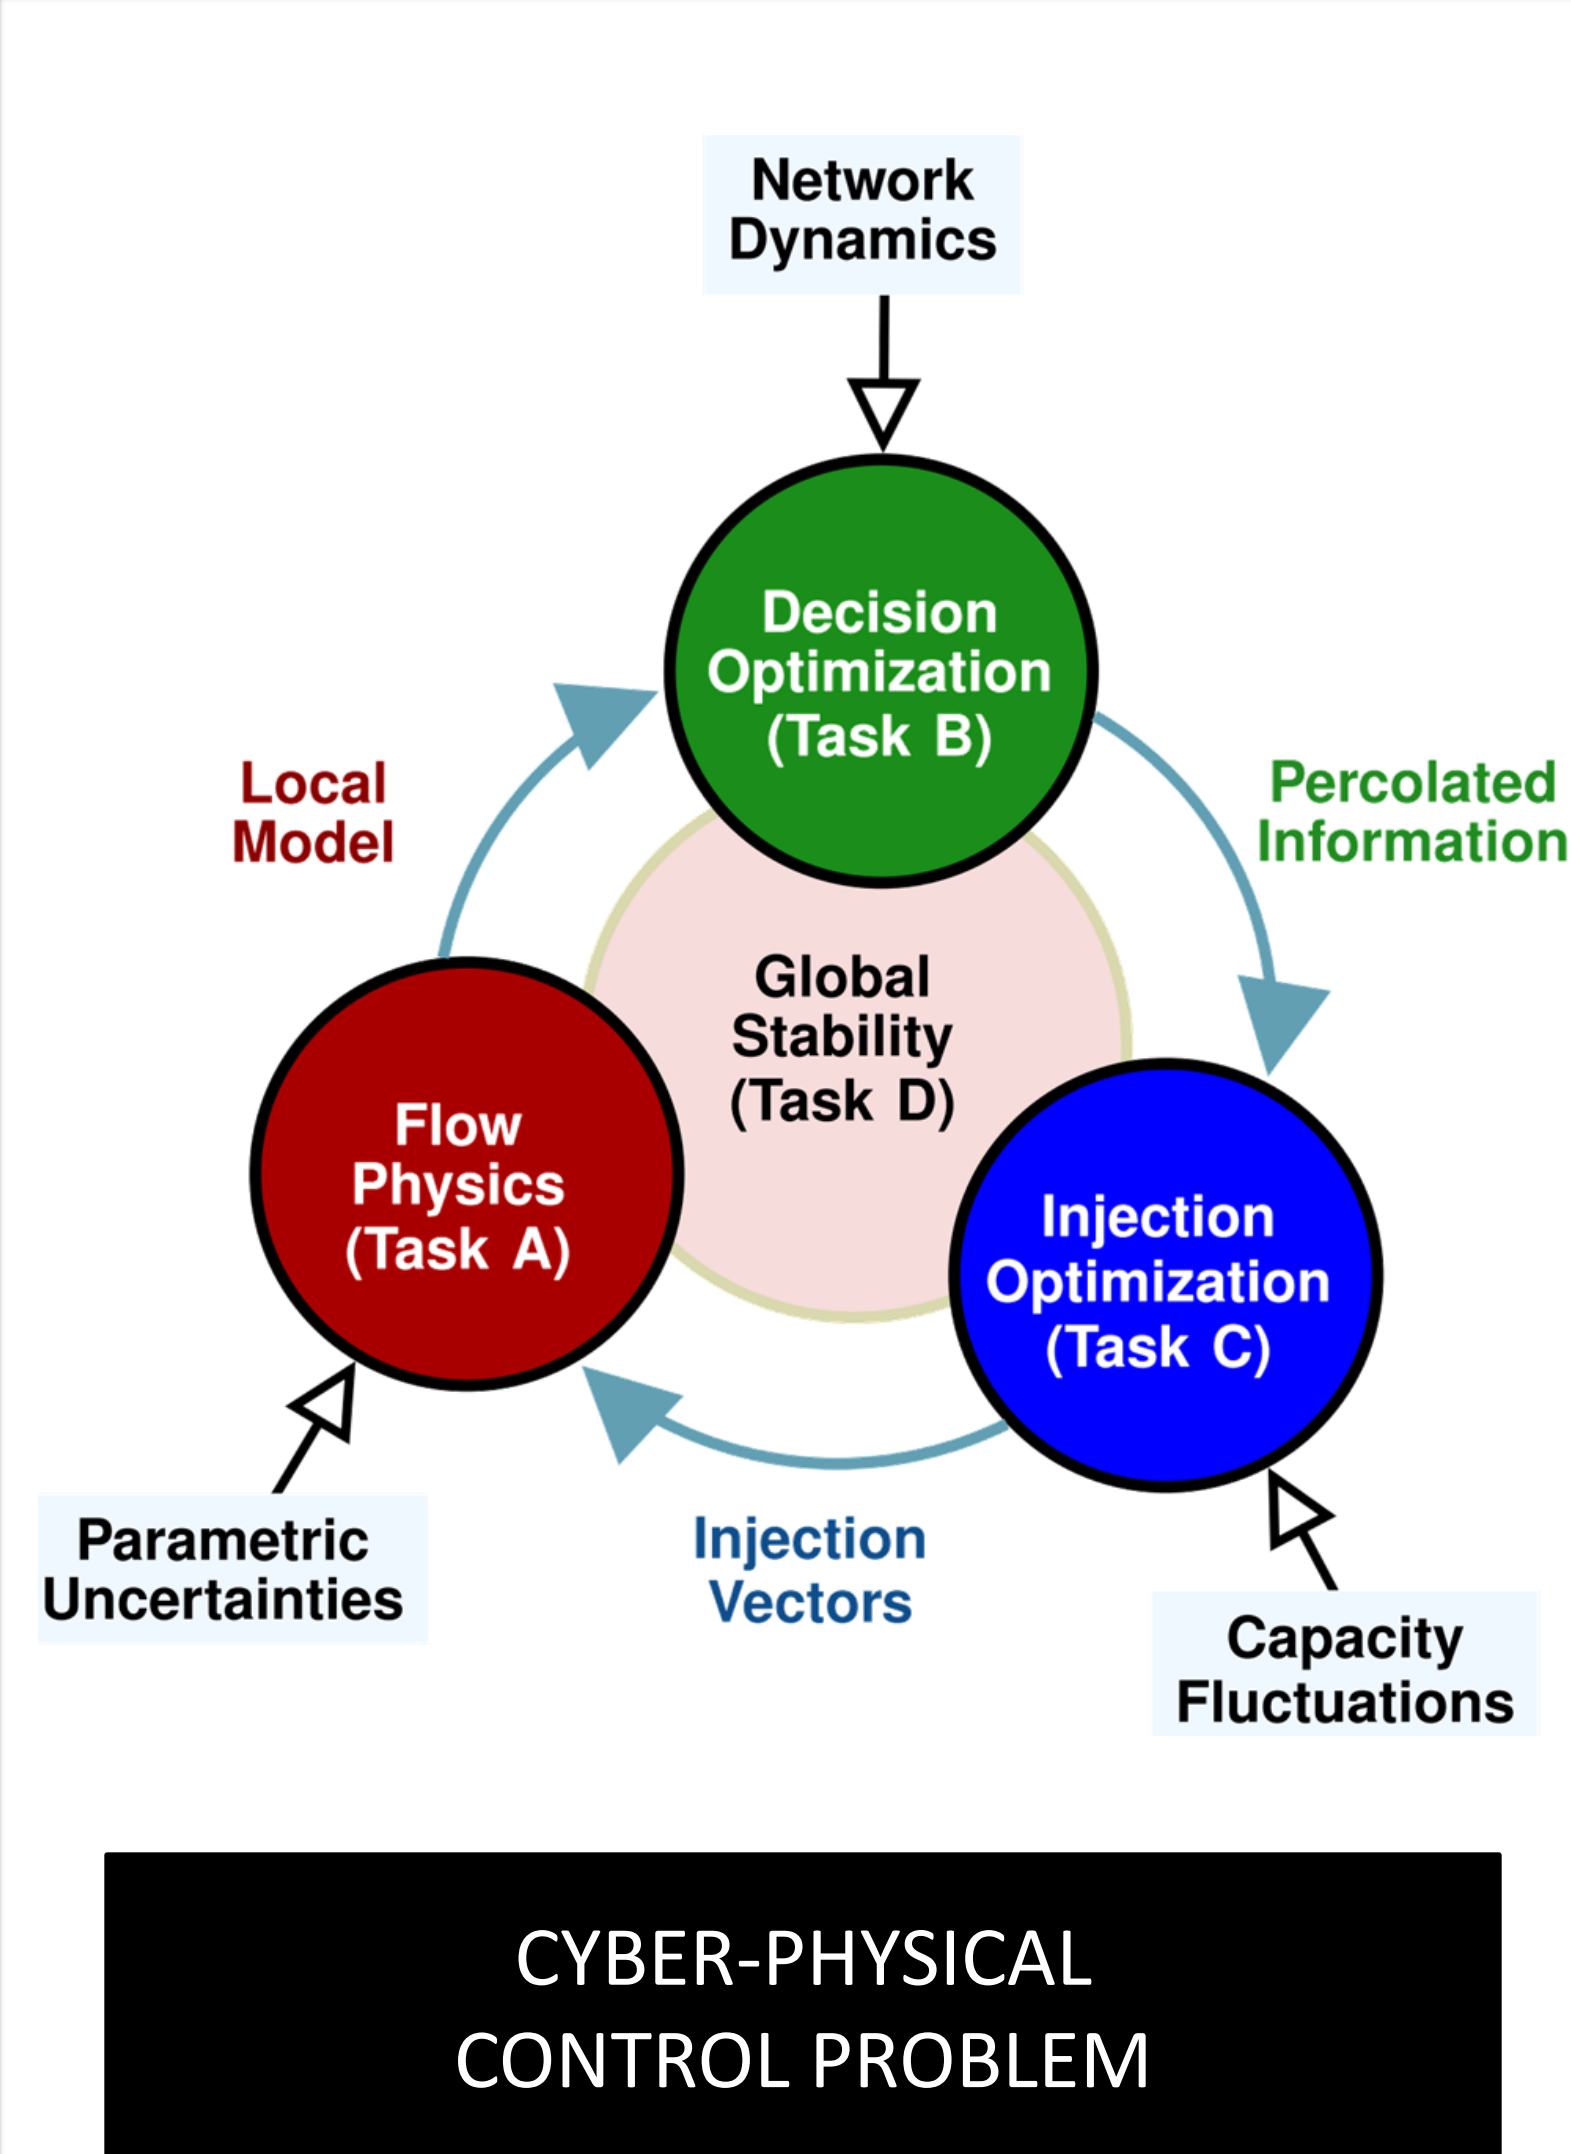 Network
Dynamics
Decision
Optimization
(Task B)
Local
Model
Percolated
Information
Global
Stability
(Task D)
Flow
Physics
(Task A)
Injection
Optimization
(Task C)
Parametric
Uncertainties
Injection
Vectors
Capacity
Fluctuations
CYBER-PHYSICAL
CONTROL PROBLEM